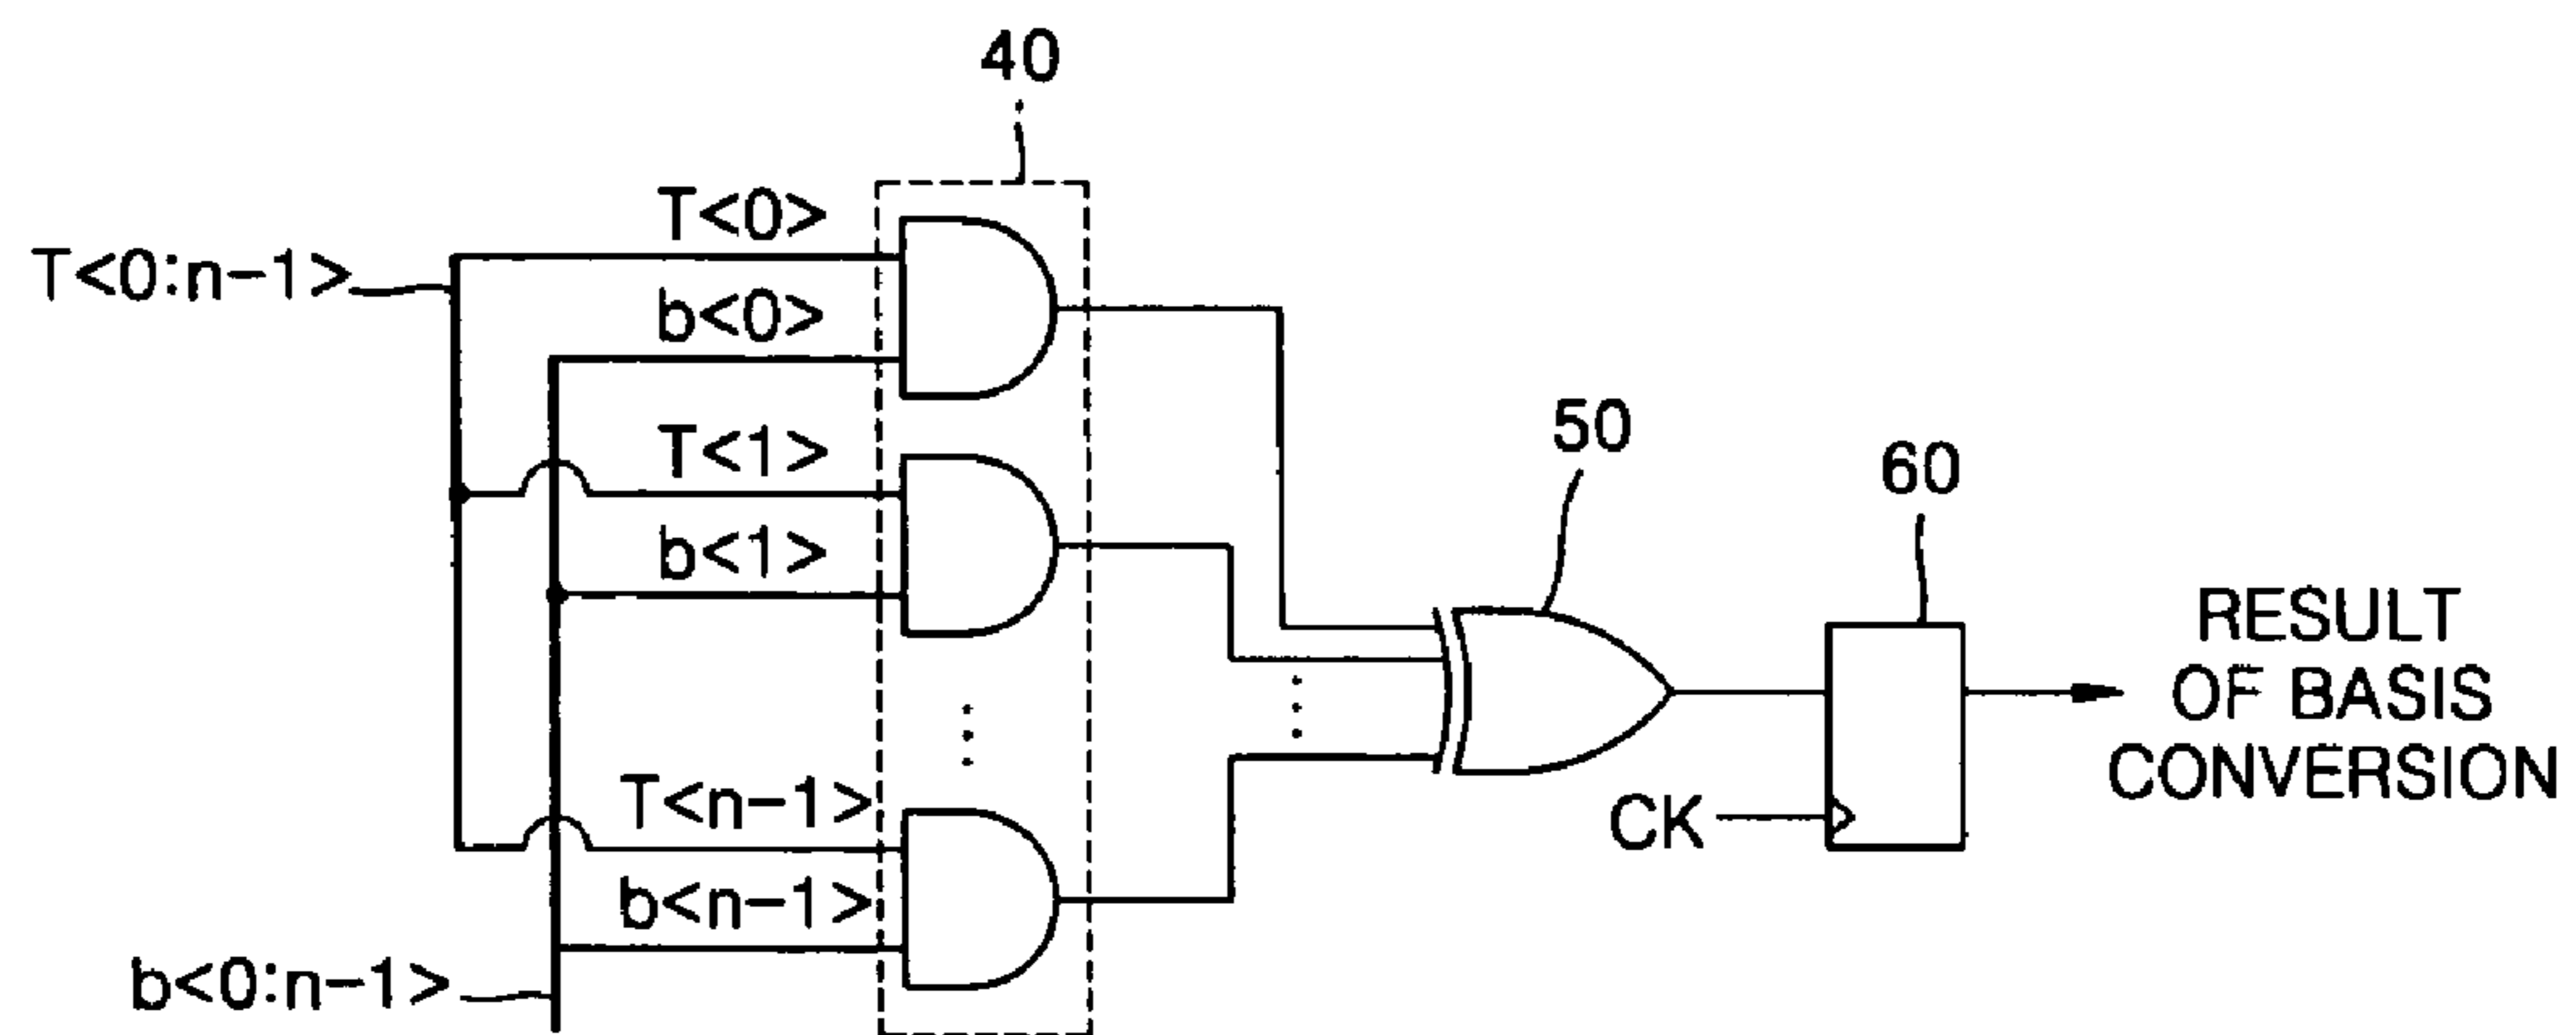 40
T<0>
T<0:n-1>
b<0>
T<1>
50
60
b<1>
RESULT
OF BASIS
CONVERSION
T<n-1>
CK
b<n-1>
b<0:n-1>